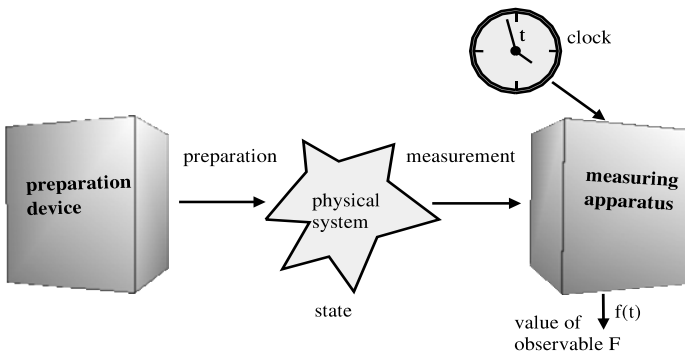 t
clock
preparation
measurement
preparation
device
physical
system
measuring
apparatus
state
f(t)
value of
observable F